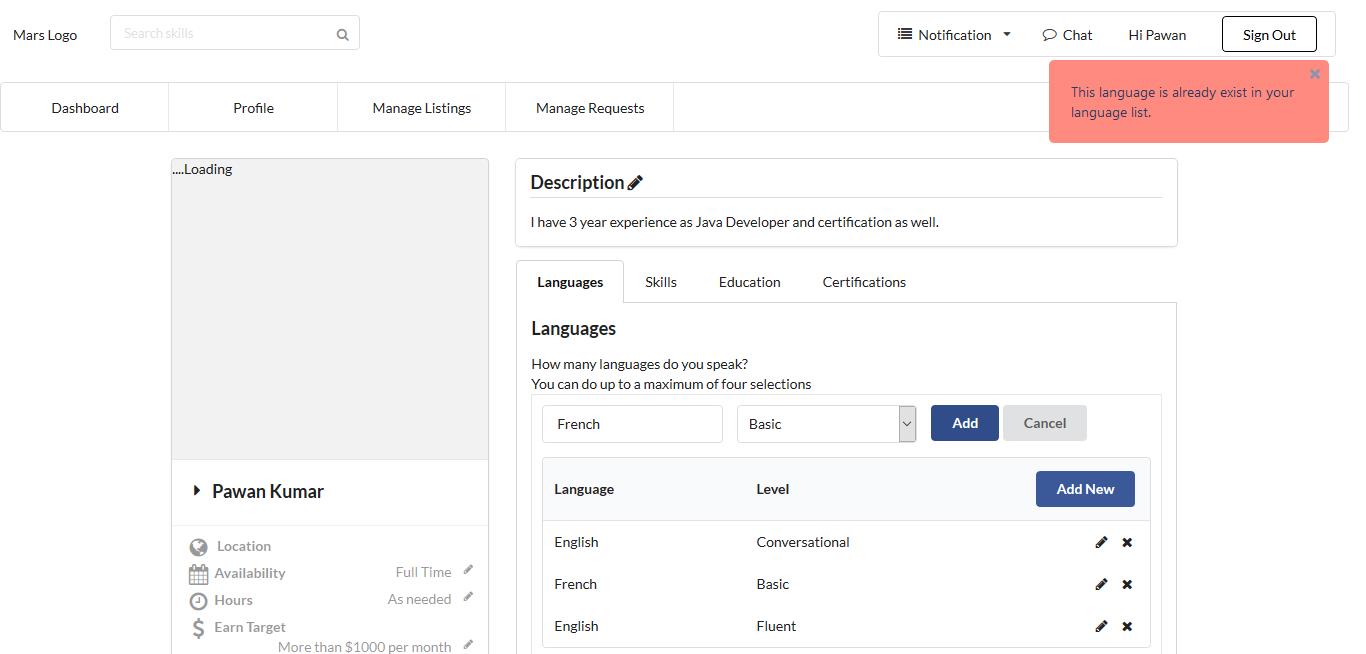 Mars Logo
Search skills
Notification
Chat
Hi Pawan
Sign Out
This language is already exist in your
language list.
Dashboard
Profile
Manage Listings
Manage Requests
....Loading
Description
I have 3 year experience as Java Developer and certification as well.
Languages
Skills
Education
Certifications
Languages
How many languages do you speak?
You can do up to a maximum of four selections
French
Basic
Add
Cancel
Language
Level
Add New
English
Conversational
French
Basic
English
Fluent
Pawan Kumar
Location
Availability
Full Time
Hours
As needed
Earn Target
More than $1000 per month